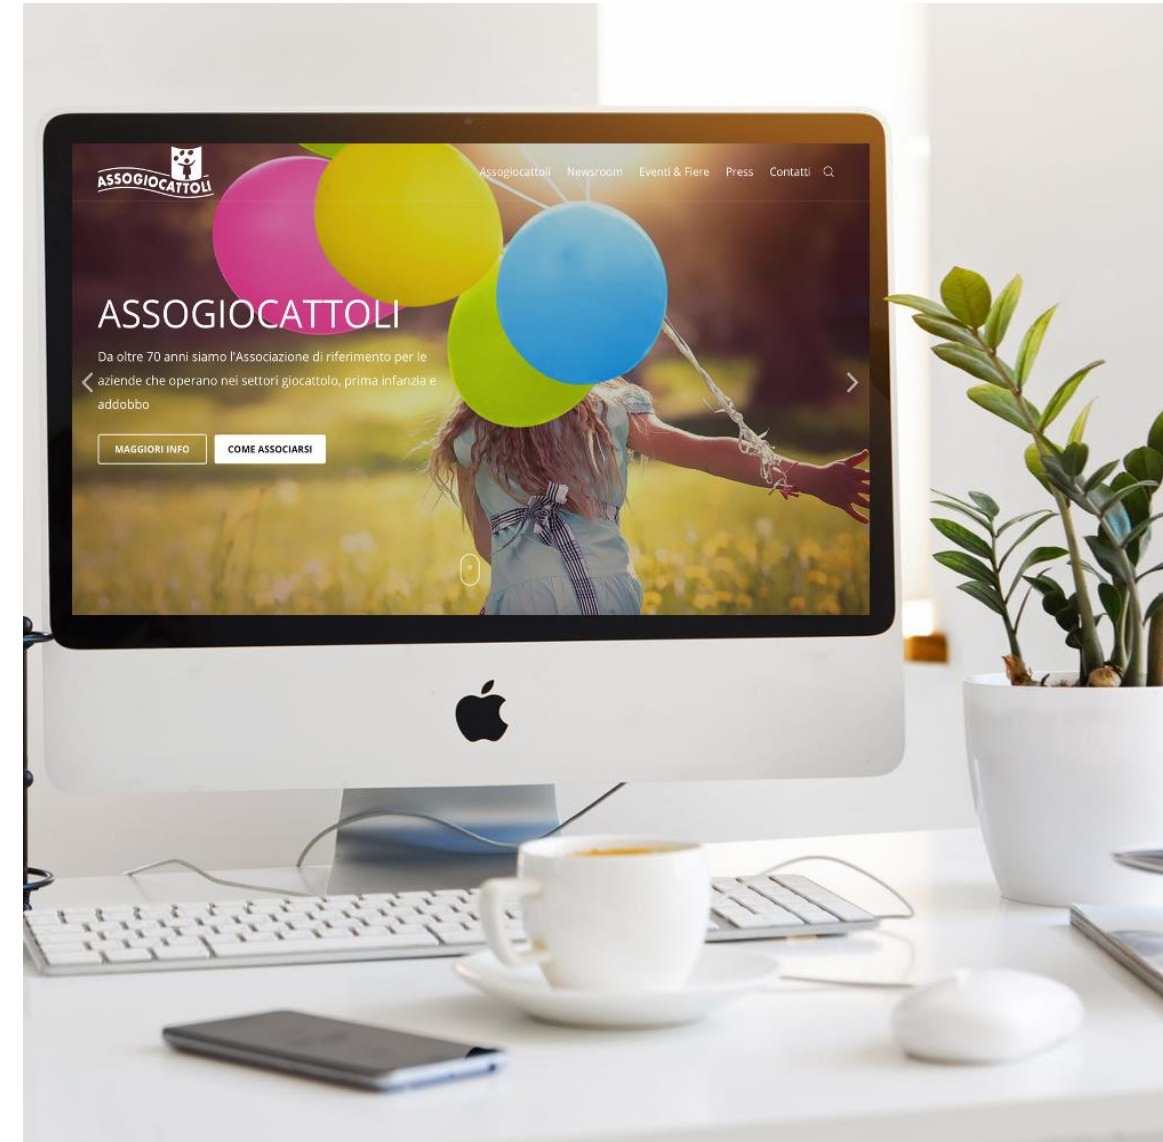 ASSOGIOCATTOLI
Assogiocattoli Newsroom Eventi & Fiere Press Contatti
ASSOGIOCATTOLI
Da oltre 70 anni siamo l'Associazione di riferimento per le
aziende che operano nei settori giocattolo, prima infanzia e
addobbo
MAGGIORI INFO COME ASSOCIARSI